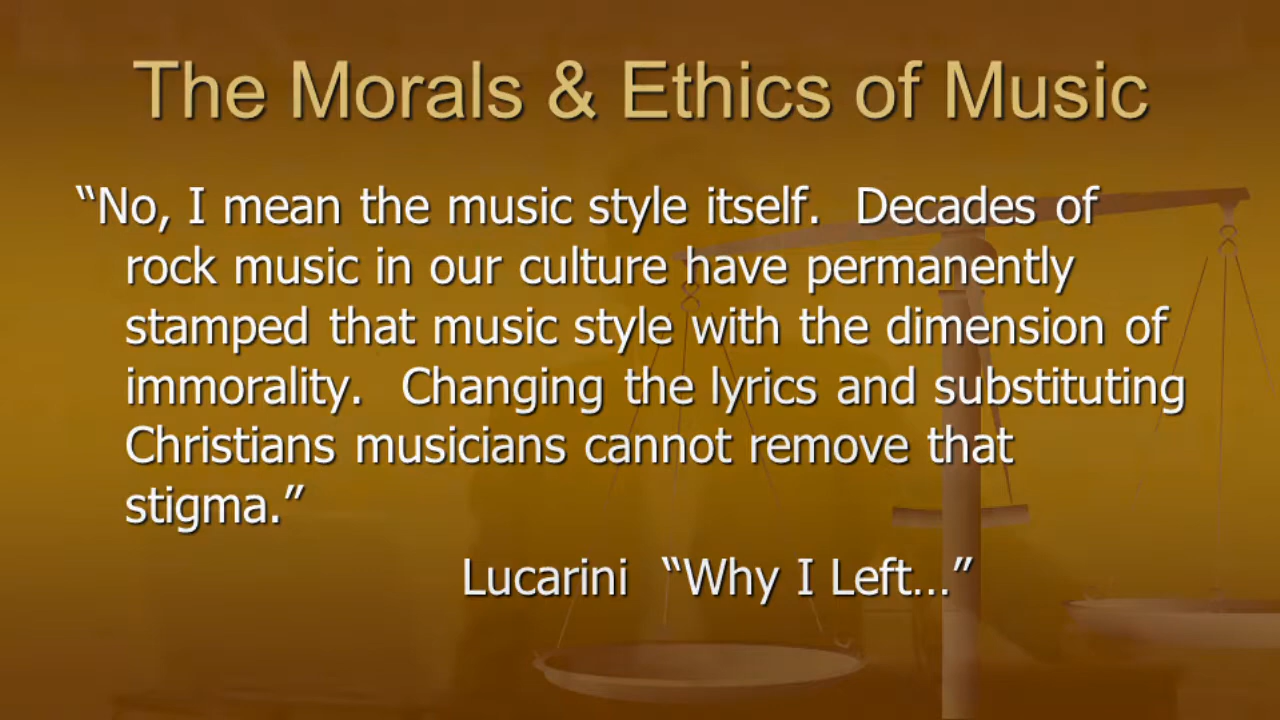 The Morals & Ethics of Music
“No, I mean the music style itself.  Decades of
rock music in our culture have permanently
stamped that music style with the dimension of
immorality.  Changing the lyrics and substituting
Christians musicians cannot remove that
stigma.”
Lucarini  “Why I Left…”